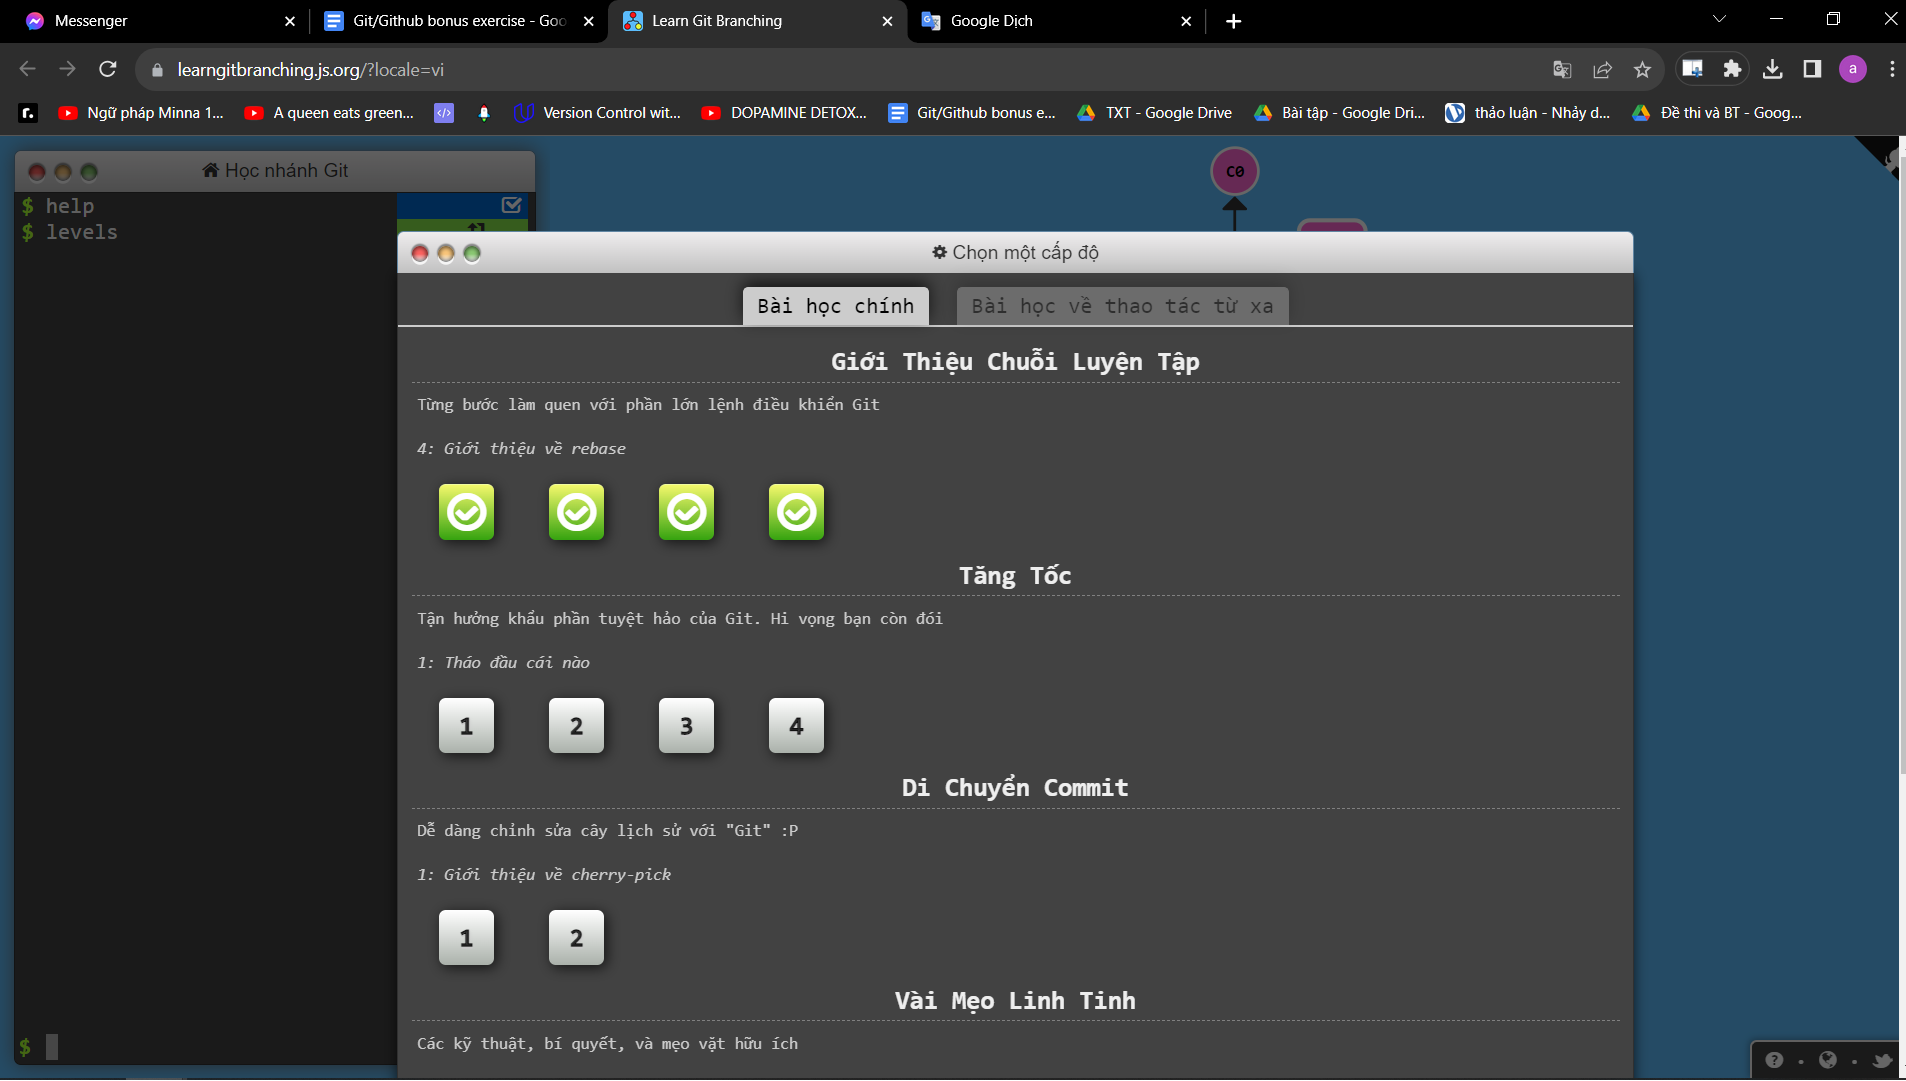 Messenger
Git/Github bonus exercise - Goo
Learn Git Branching
Google Dịch
learngitbranching.js.org/?locale=vi
a
Ngữ pháp Minna 1...
A queen eats green...
Version Control wit...
DOPAMINE DETOX...
Git/Github bonus e...
TXT - Google Drive
Bài tập - Google Dri...
thảo luận - Nhảy d...
Đề thi và BT - Goog...
Học nhánh Git
$ help
$ levels
C0
Chọn một cấp độ
Bài học chính
Bài học về thao tác từ xa
Giới Thiệu Chuỗi Luyện Tập
Từng bước làm quen với phần lớn lệnh điều khiển Git
4: Giới thiệu về rebase
Tăng Tốc
Tận hưởng khẩu phần tuyệt hảo của Git. Hi vọng bạn còn đói
1: Tháo đầu cái nào
1 2 3 4
Di Chuyển Commit
Dễ dàng chỉnh sửa cây lịch sử với "Git" :P
1: Giới thiệu về cherry-pick
1 2
Vài Mẹo Linh Tinh
Các kỹ thuật, bí quyết, và mẹo vặt hữu ích
$